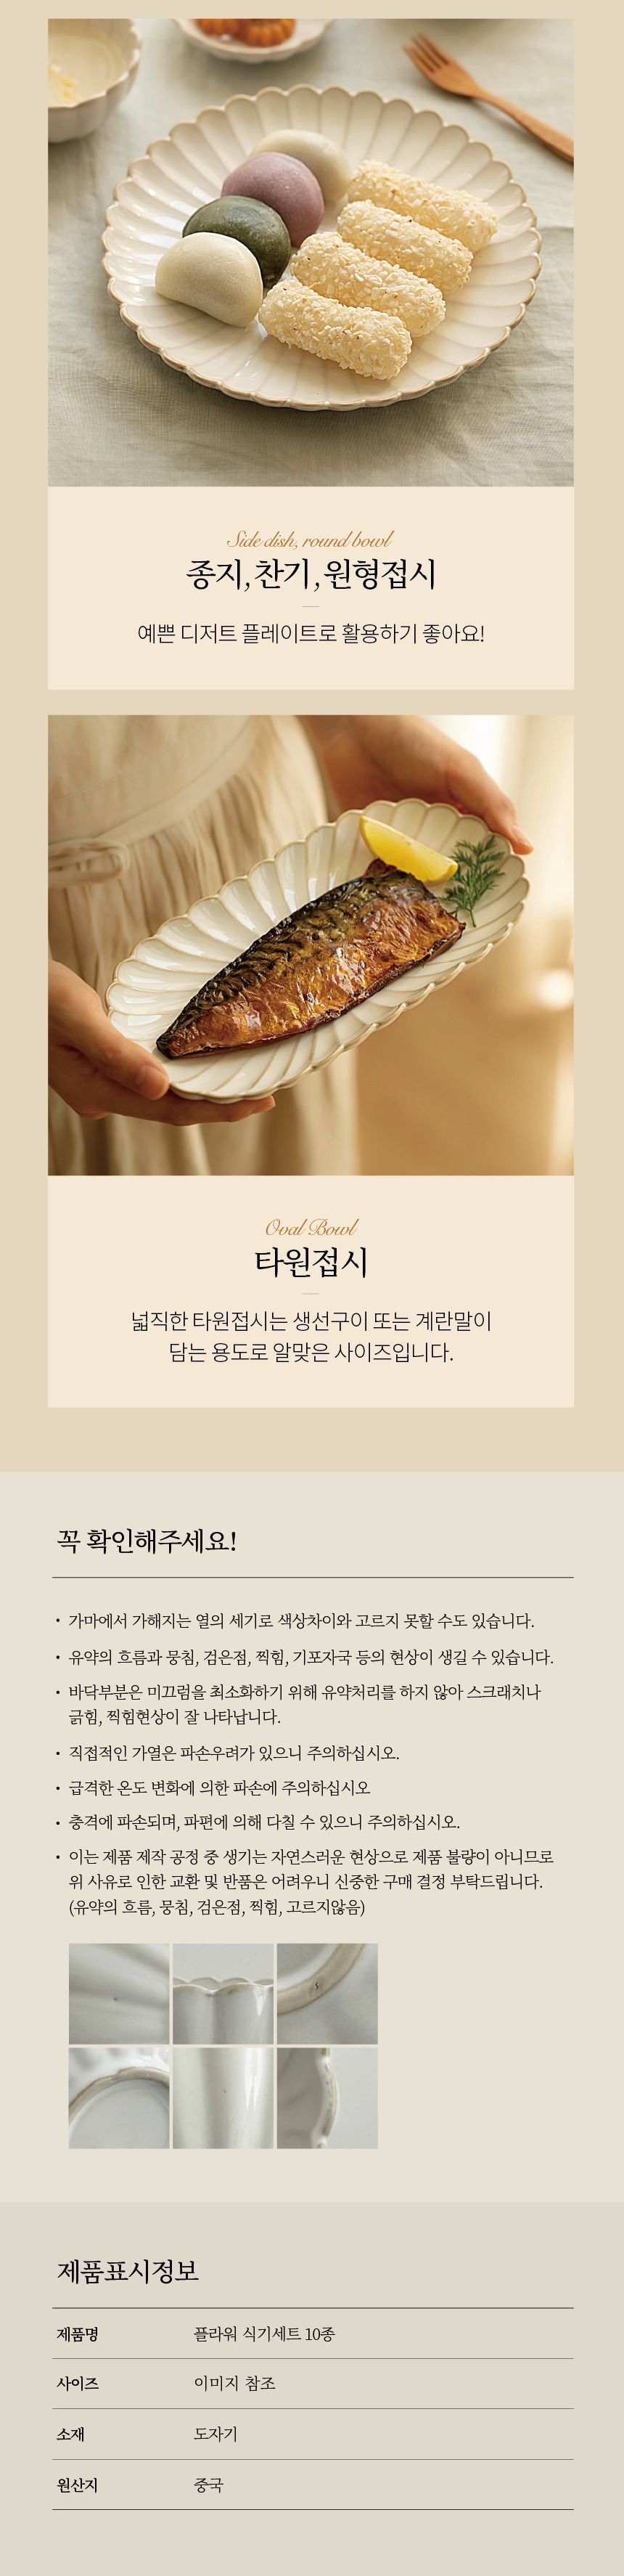 Side dish, round bowl
종지, 찬기, 원형접시
예쁜 디저트 플레이트로 활용하기 좋아요!
Oval Bowl
타원접시
넓직한 타원접시는 생선구이 또는 계란말이
담는 용도로 알맞은 사이즈입니다.
꼭 확인해주세요!
• 가마에서 가해지는 열의 세기로 색상차이와 고르지 못할 수도 있습니다.
• 유약의 흐름과 뭉침, 검은점, 찍힘, 기포자국 등의 현상이 생길 수 있습니다.
• 바닥부분은 미끄럼을 최소화하기 위해 유약처리를 하지 않아 스크래치나
긁힘, 찍힘현상이 잘 나타납니다.
• 직접적인 가열은 파손우려가 있으니 주의하십시오.
• 급격한 온도 변화에 의한 파손에 주의하십시오
• 충격에 파손되며, 파편에 의해 다칠 수 있으니 주의하십시오.
• 이는 제품 제작 공정 중 생기는 자연스러운 현상으로 제품 불량이 아니므로
위 사유로 인한 교환 및 반품은 어려우니 신중한 구매 결정 부탁드립니다.
(유약의 흐름, 뭉침, 검은점, 찍힘, 고르지않음)
제품표시정보
제품명 플라워 식기세트 10종
사이즈 이미지 참조
소재 도자기
원산지 중국